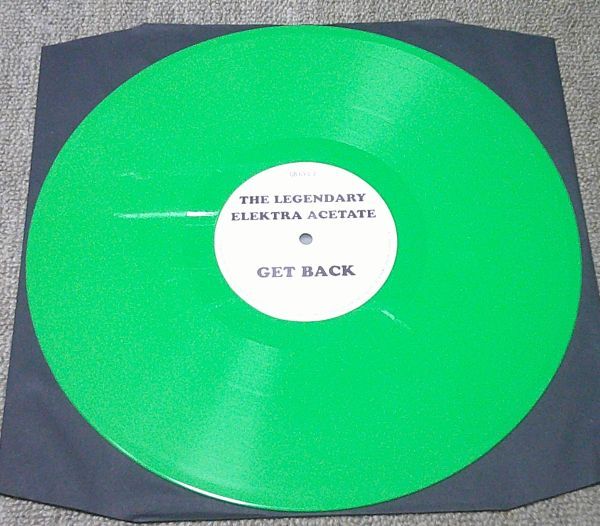 THE LEGENDARY
ELEKTRA ACETATE
GET BACK